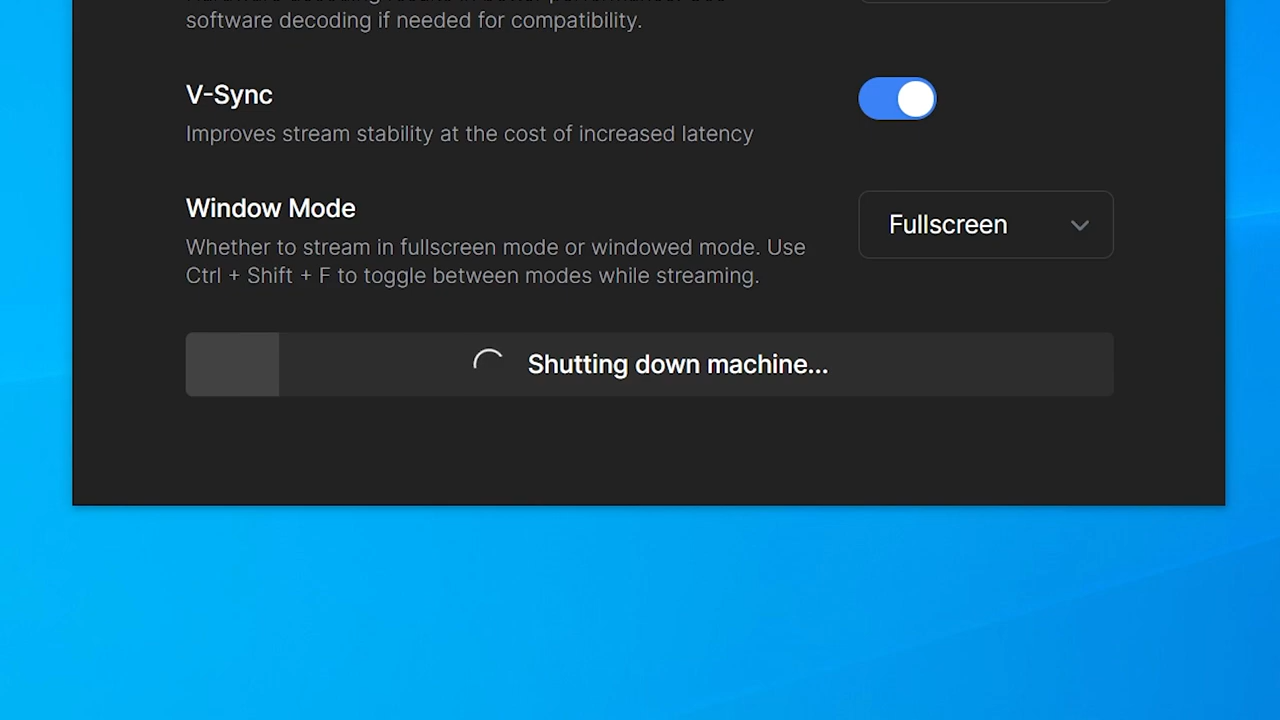 software decoding if needed for compatibility.
V-Sync
Improves stream stability at the cost of increased latency
Window Mode
Fullscreen
Whether to stream in fullscreen mode or windowed mode. Use
Ctrl + Shift + F to toggle between modes while streaming.
Shutting down machine...